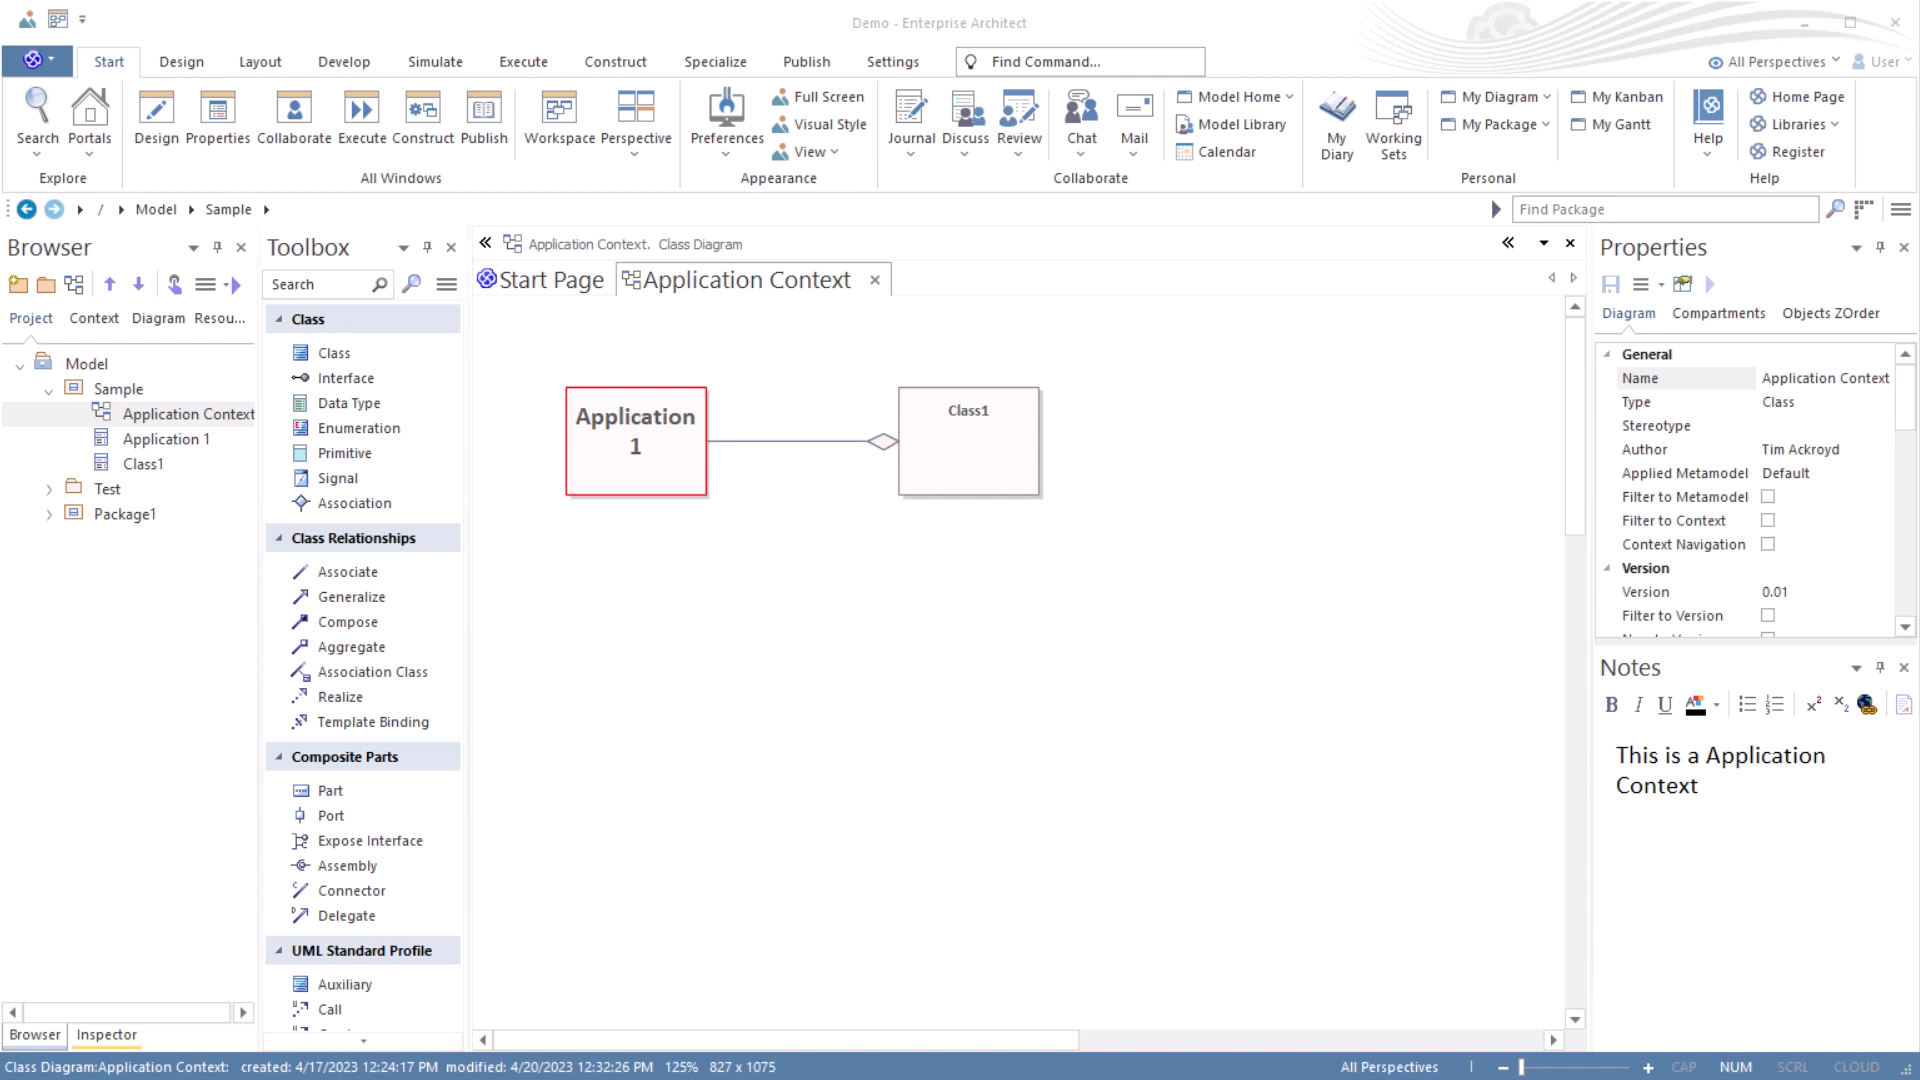 Demo - Enterprise Architect
Start Design Layout Develop Simulate Execute Construct Specialize Publish Settings Find Command... All Perspectives User
Search Portals Design Properties Collaborate Execute Construct Publish Workspace Perspective Preferences Full Screen Visual Style View Journal Discuss Review Chat Mail Model Home Model Library Calendar My Diary Working Sets My Diagram My Package My Kanban My Gantt Help Home Page Libraries Register
Explore All Windows Appearance Collaborate Personal Help
/ Model Sample Find Package
Browser
Project Context Diagram Resou...
Model
Sample
Application Context
Application 1
Class1
Test
Package1
Browser Inspector
Toolbox
Search
Class
Class
Interface
Data Type
Enumeration
Primitive
Signal
Association
Class Relationships
Associate
Generalize
Compose
Aggregate
Association Class
Realize
Template Binding
Composite Parts
Part
Port
Expose Interface
Assembly
Connector
Delegate
UML Standard Profile
Auxiliary
Call
Application Context. Class Diagram
Start Page Application Context
Application
1
Class1
Properties
Diagram Compartments Objects ZOrder
General
Name Application Context
Type Class
Stereotype
Author Tim Ackroyd
Applied Metamodel Default
Filter to Metamodel
Filter to Context
Context Navigation
Version
Version 0.01
Filter to Version
Notes
B I U
This is a Application
Context
Class Diagram:Application Context: created: 4/17/2023 12:24:17 PM modified: 4/20/2023 12:32:26 PM 125% 827 x 1075 All Perspectives CAP NUM SCRL CLOUD